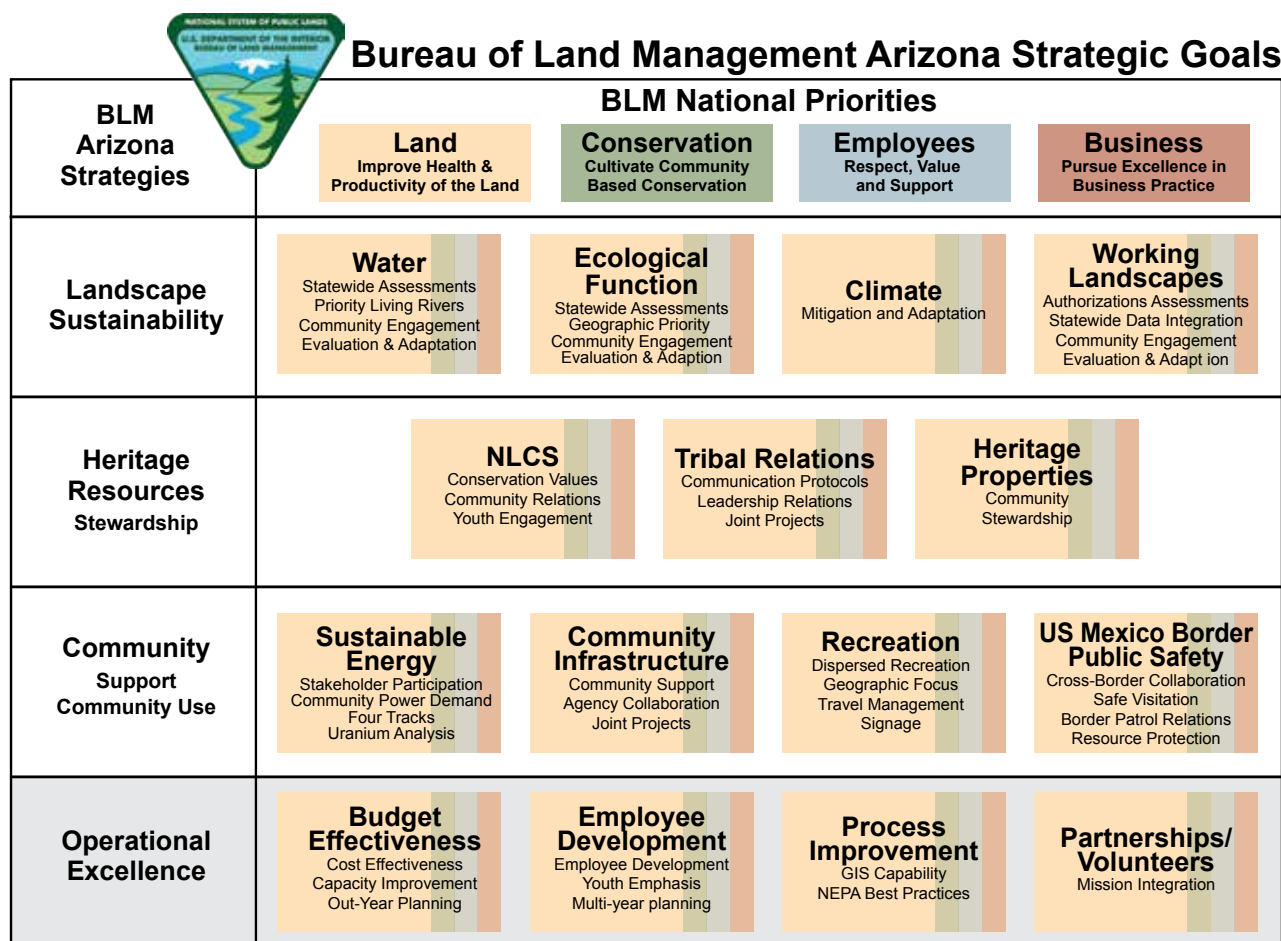 NATIONAL SYSTEM OF PUBLIC LANDS
U.S. DEPARTMENT OF THE INTERIOR
BUREAU OF LAND MANAGEMENT
Bureau of Land Management Arizona Strategic Goals
BLM
Arizona
Strategies
BLM National Priorities
Land
Improve Health &
Productivity of the Land
Conservation
Cultivate Community
Based Conservation
Employees
Respect, Value
and Support
Business
Pursue Excellence in
Business Practice
Landscape
Sustainability
Water
Statewide Assessments
Priority Living Rivers
Community Engagement
Evaluation & Adaptation
Ecological
Function
Statewide Assessments
Geographic Priority
Community Engagement
Evaluation & Adaption
Climate
Mitigation and Adaptation
Working
Landscapes
Authorizations Assessments
Statewide Data Integration
Community Engagement
Evaluation & Adapt ion
Heritage
Resources
Stewardship
NLCS
Conservation Values
Community Relations
Youth Engagement
Tribal Relations
Communication Protocols
Leadership Relations
Joint Projects
Heritage
Properties
Community
Stewardship
Community
Support
Community Use
Sustainable
Energy
Stakeholder Participation
Community Power Demand
Four Tracks
Uranium Analysis
Community
Infrastructure
Community Support
Agency Collaboration
Joint Projects
Recreation
Dispersed Recreation
Geographic Focus
Travel Management
Signage
US Mexico Border
Public Safety
Cross-Border Collaboration
Safe Visitation
Border Patrol Relations
Resource Protection
Operational
Excellence
Budget
Effectiveness
Cost Effectiveness
Capacity Improvement
Out-Year Planning
Employee
Development
Employee Development
Youth Emphasis
Multi-year planning
Process
Improvement
GIS Capability
NEPA Best Practices
Partnerships/
Volunteers
Mission Integration